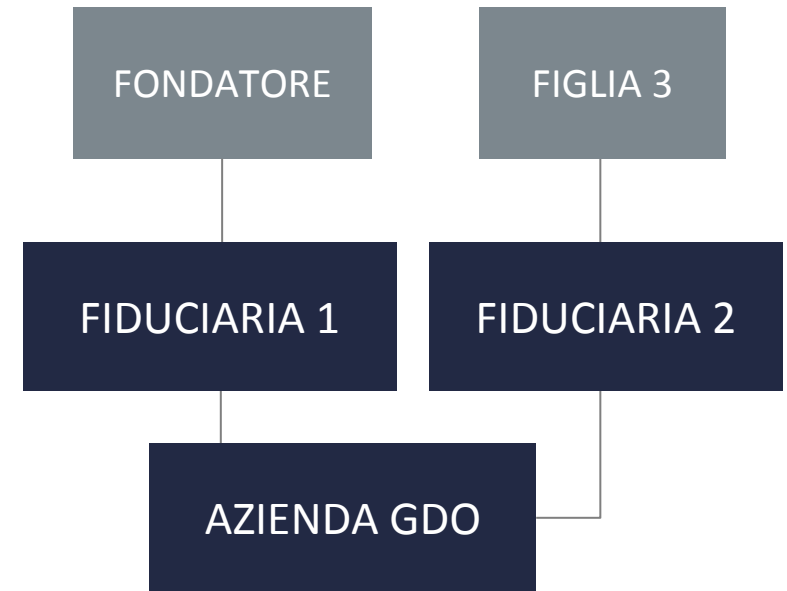 FONDATORE
FIGLIA 3
FIDUCIARIA 1
FIDUCIARIA 2
AZIENDA GDO